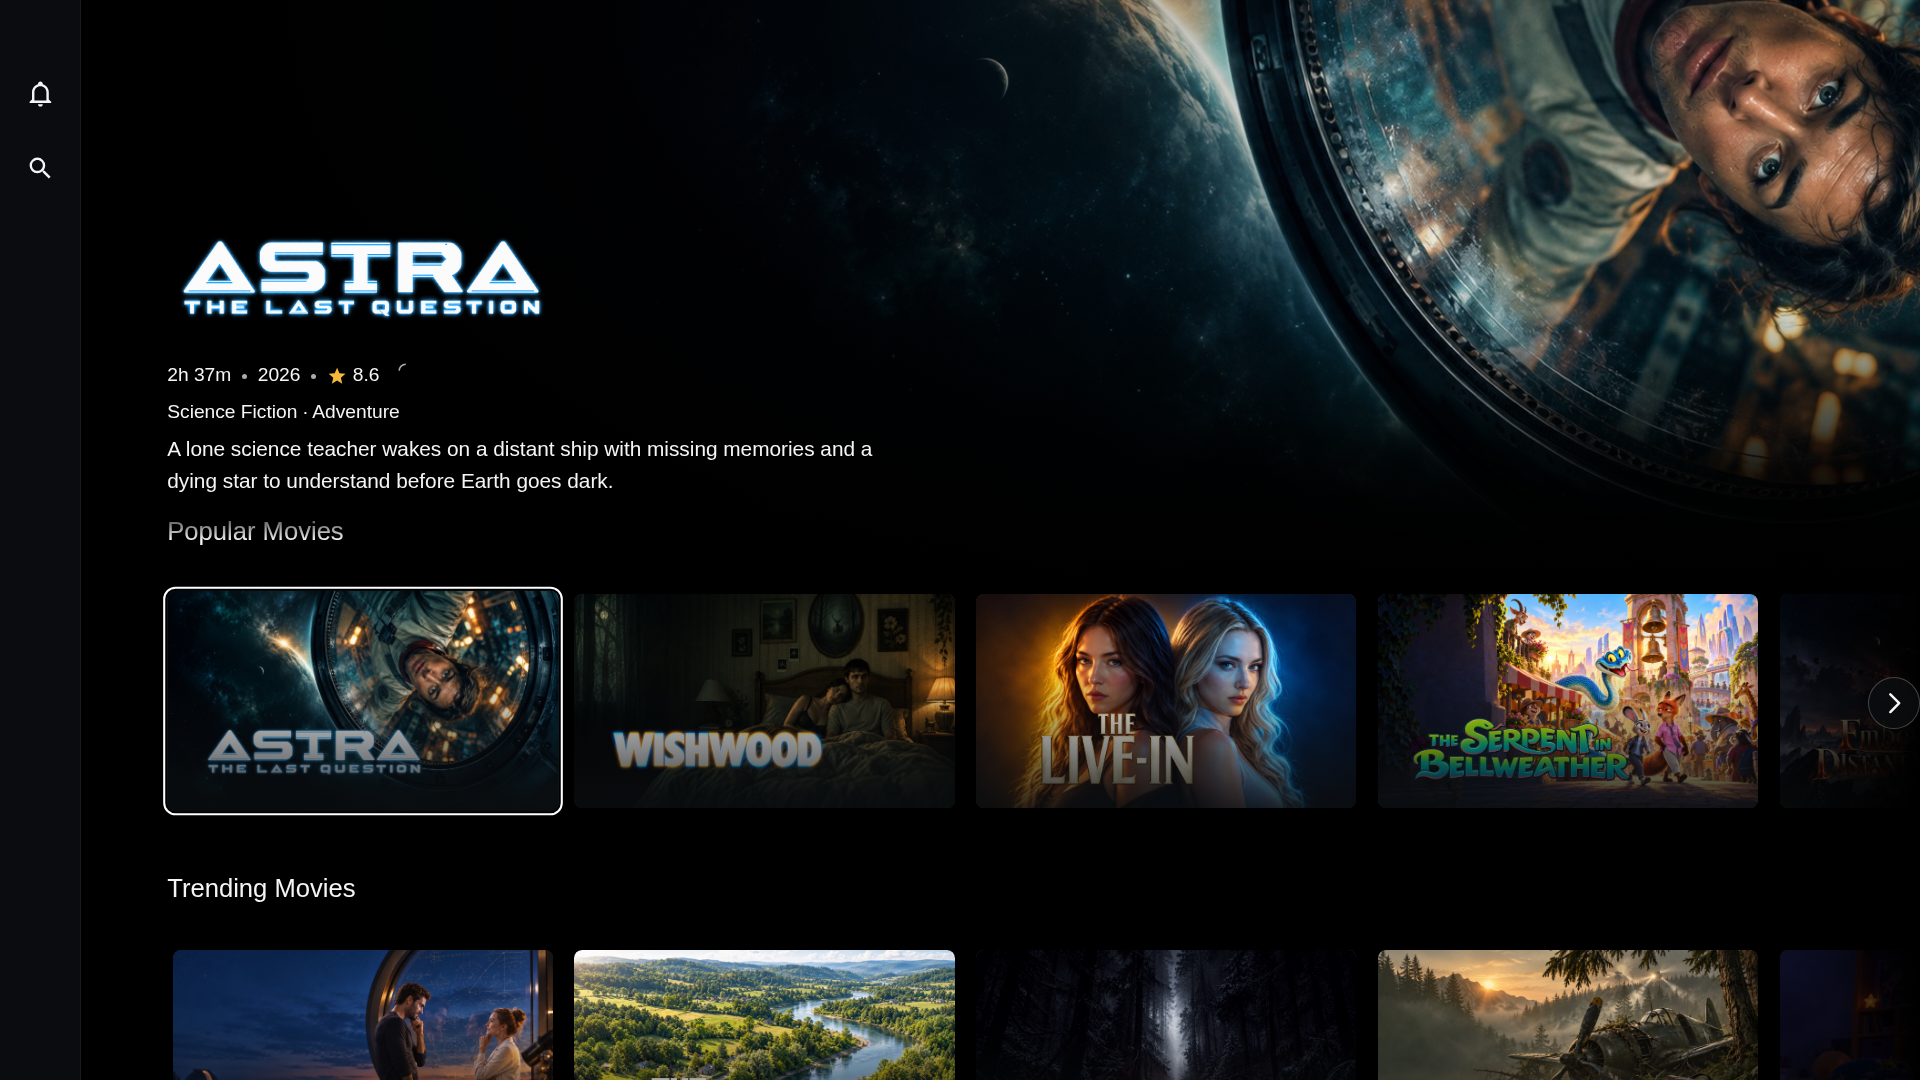 ASTRA
THE LAST QUESTION
2h 37m • 2026 • ★ 8.6
Science Fiction · Adventure
A lone science teacher wakes on a distant ship with missing memories and a
dying star to understand before Earth goes dark.
Popular Movies
ASTRA
THE LAST QUESTION
WISHWOOD
THE
LIVE-IN
THE SERPENT IN
BELLWEATHER
Trending Movies